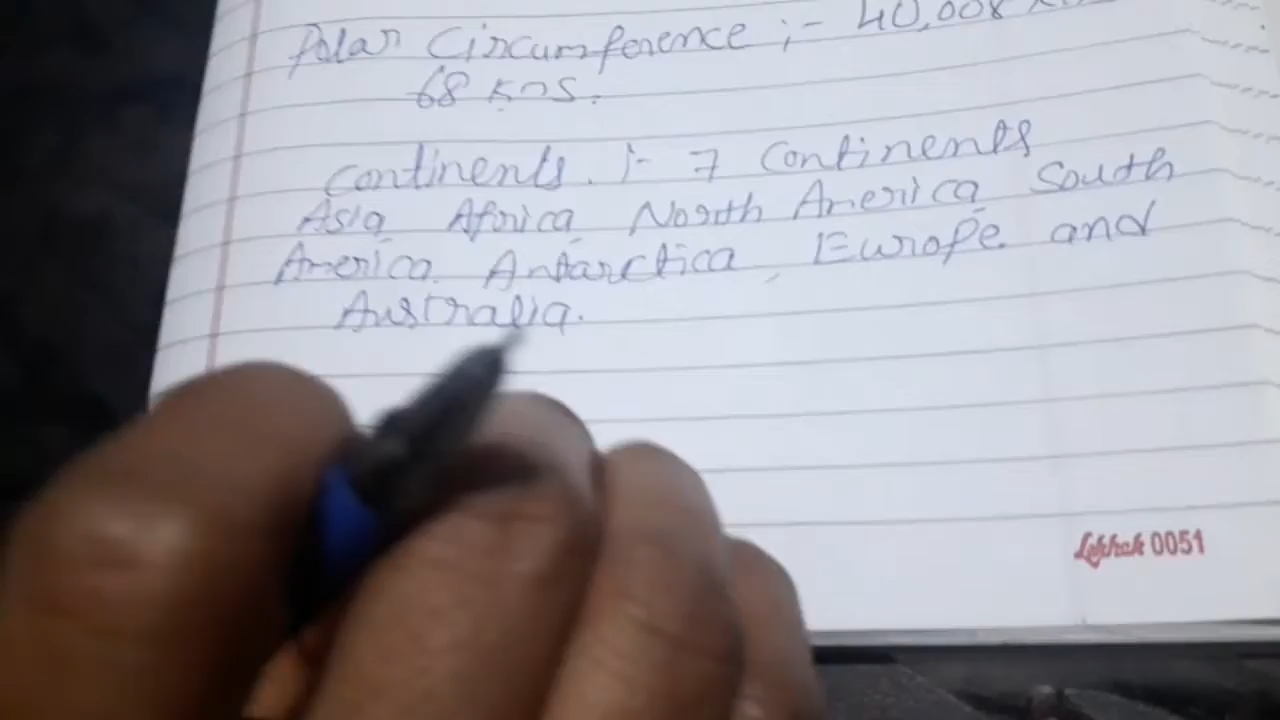 Polar Circumference ;- 40,008
68 kms.
Continents. :- 7 Continents
Asia Africa North America South
America. Antarctica, Europe and
Australia.
Lekhak 0051